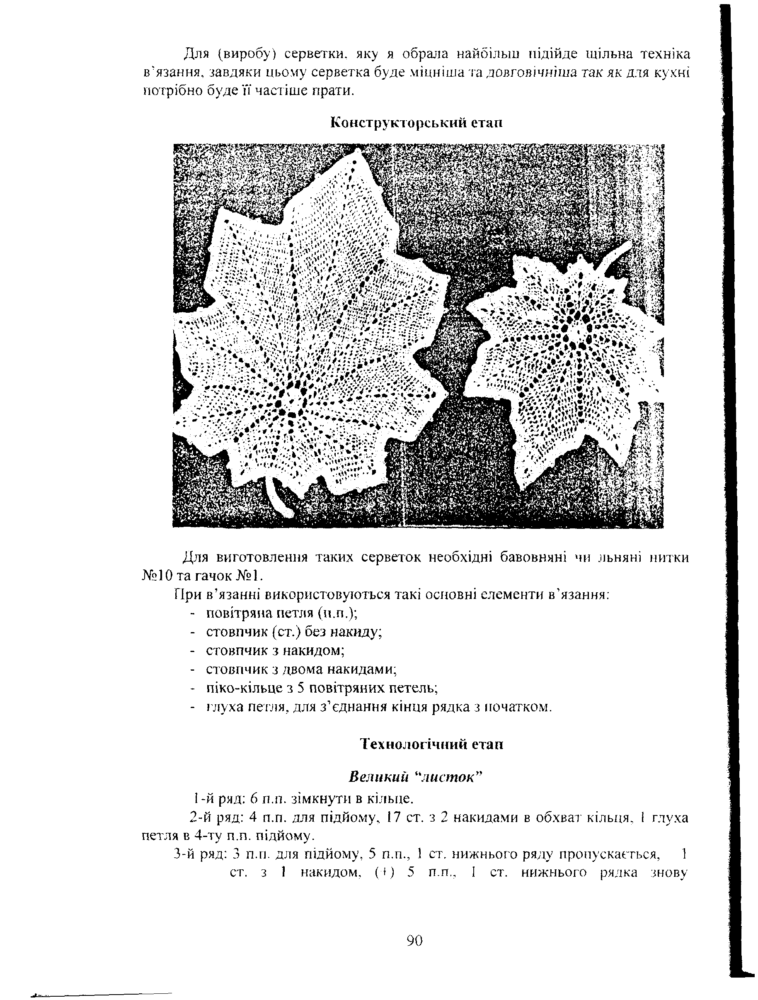 Для (виробу) серветки, яку я обрала найбільш підійде щільна техніка
в'язання, завдяки цьому серветка буде міцніша та довговічніша так як для кухні
потрібно буде її частіше прати.
Конструкторський етап
Для виготовлення таких серветок необхідні бавовняні чи льняні нитки
№10 та гачок №1.
При в'язанні використовуються такі основні елементи в'язання:
- повітряна петля (п.п.);
- стовпчик (ст.) без накиду;
- стовпчик з накидом;
- стовпчик з двома накидами;
- піко-кільце з 5 повітряних петель;
- глуха петля, для з'єднання кінця рядка з початком.
Технологічний етап
Великий “листок”
1-й ряд: 6 п.п. зімкнути в кільце.
2-й ряд: 4 п.п. для підйому, 17 ст. з 2 накидами в обхват кільця, 1 глуха
петля в 4-ту п.п. підйому.
3-й ряд: 3 п.п. для підйому, 5 п.п., 1 ст. нижнього ряду пропускається, 1
ст. з 1 накидом, (+) 5 п.п., 1 ст. нижнього рядка знову
90